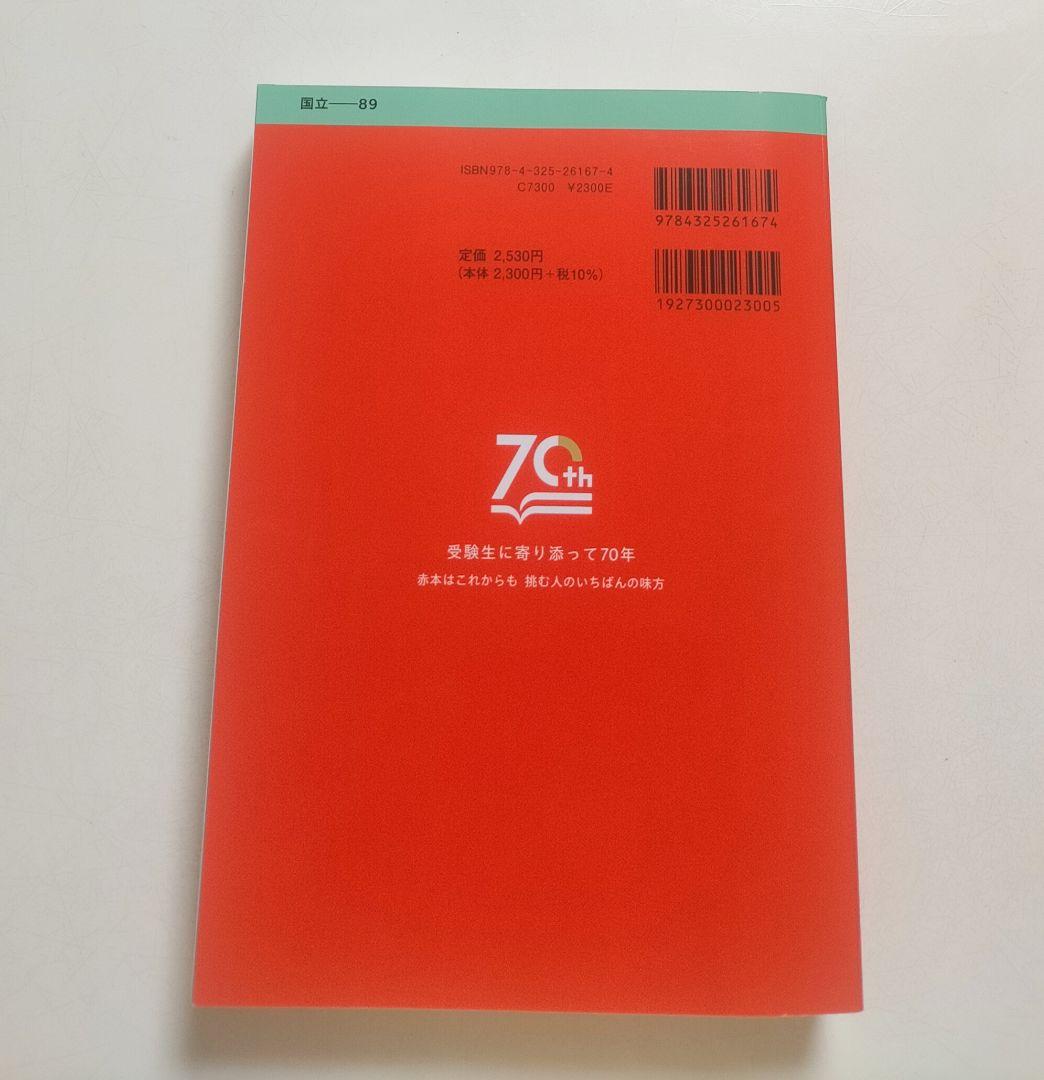 国立――89
ISBN978-4-325-26167-4
C7300 ¥2300E
9784325261674
定価 2,530円
(本体 2,300円+税10%)
1927300023005
70th
受験生に寄り添って70年
赤本はこれからも 挑む人のいちばんの味方